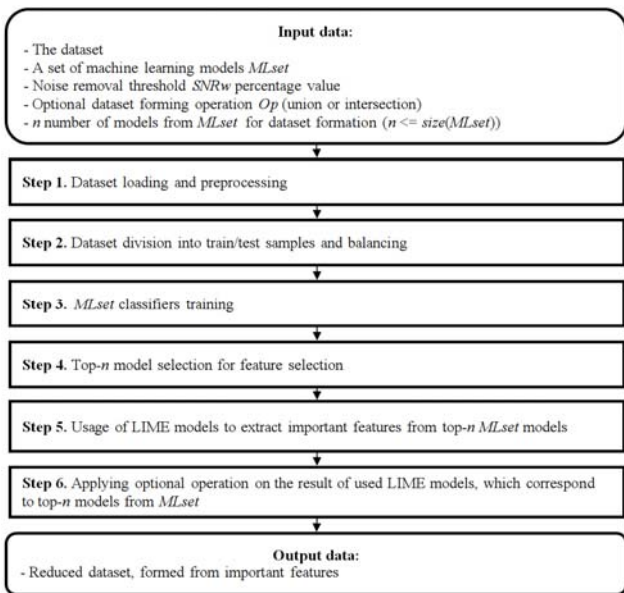 Input data:
- The dataset
- A set of machine learning models MLset
- Noise removal threshold SNRw percentage value
- Optional dataset forming operation Op (union or intersection)
- n number of models from MLset for dataset formation (n <= size(MLset))
Step 1. Dataset loading and preprocessing
Step 2. Dataset division into train/test samples and balancing
Step 3. MLset classifiers training
Step 4. Top-n model selection for feature selection
Step 5. Usage of LIME models to extract important features from top-n MLset models
Step 6. Applying optional operation on the result of used LIME models, which correspond
to top-n models from MLset
Output data:
- Reduced dataset, formed from important features